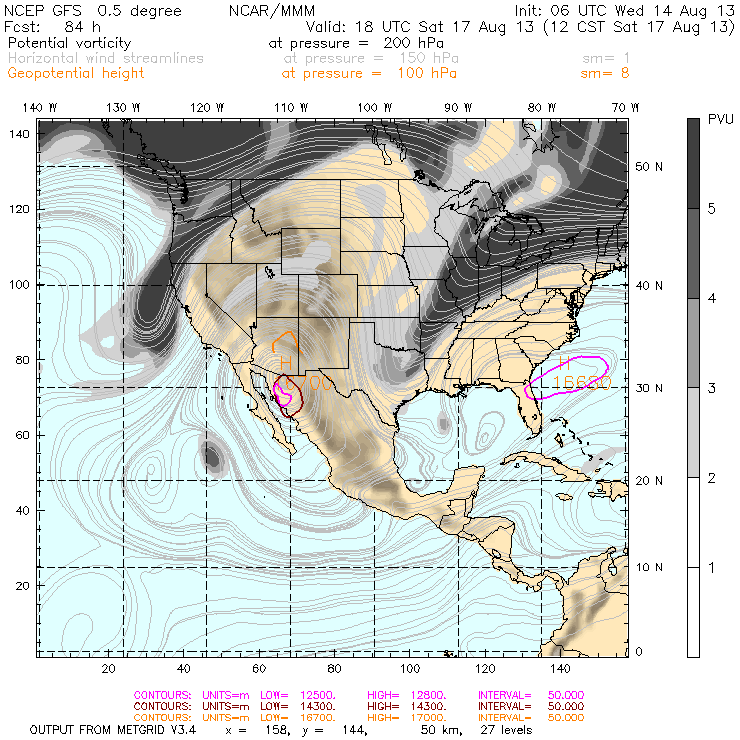 NCEP GFS 0.5 degree NCAR/MMM Init: 06 UTC Wed 14 Aug 13
Fcst: 84 h Valid: 18 UTC Sat 17 Aug 13 (12 CST Sat 17 Aug 13)
Potential vorticity at pressure = 200 hPa
Horizontal wind streamlines at pressure = 150 hPa sm= 1
Geopotential height at pressure = 100 hPa sm= 8
140 W 130 W 120 W 110 W 100 W 90 W 80 W 70 W
PVU
140
50 N
120
5
100
40 N
4
80
H
H
16680
30 N
3
60
2
20 N
40
1
10 N
20
0
20 40 60 80 100 120 140
CONTOURS: UNITS=m LOW= 12500. HIGH= 12800. INTERVAL= 50.000
CONTOURS: UNITS=m LOW= 14300. HIGH= 14300. INTERVAL= 50.000
CONTOURS: UNITS=m LOW= 16700. HIGH= 17000. INTERVAL= 50.000
OUTPUT FROM METGRID V3.4 x = 158, y = 144, 50 km, 27 levels